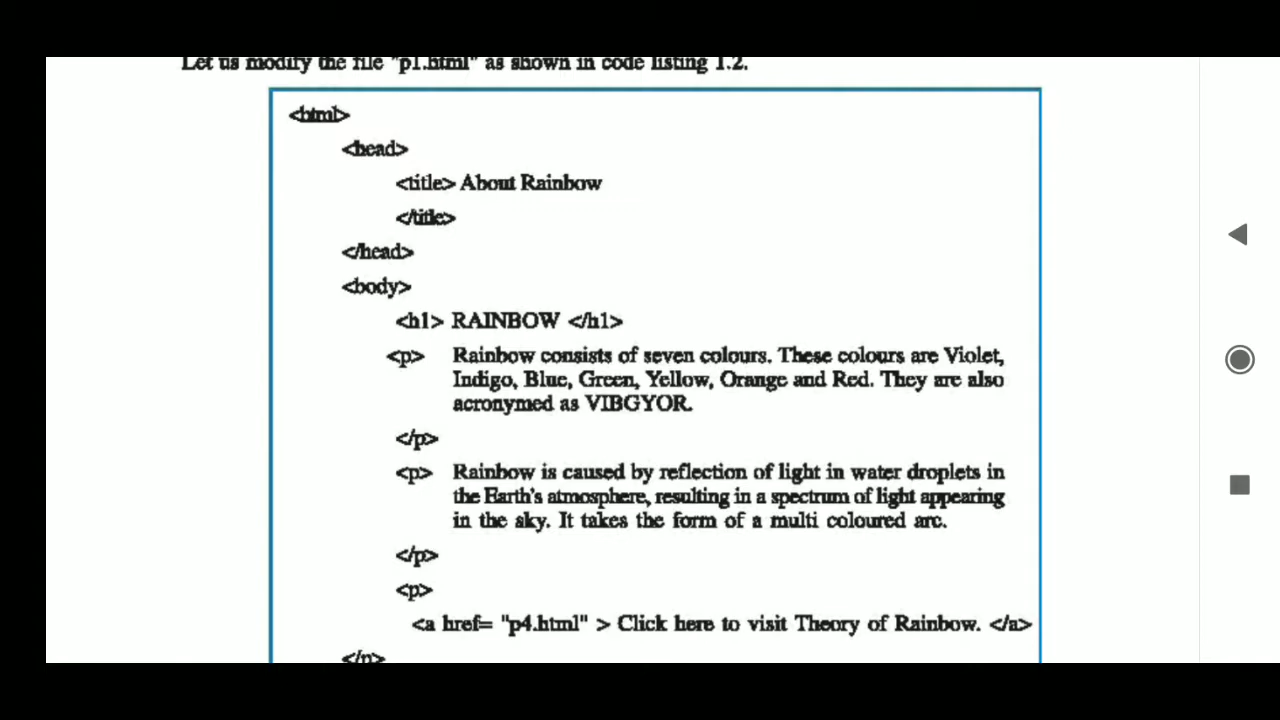 Let us modify the file "p1.html" as shown in code listing 1.2.
<html>
<head>
<title> About Rainbow
</title>
</head>
<body>
<h1> RAINBOW </h1>
<p> Rainbow consists of seven colours. These colours are Violet,
Indigo, Blue, Green, Yellow, Orange and Red. They are also
acronymed as VIBGYOR.
</p>
<p> Rainbow is caused by reflection of light in water droplets in
the Earth's atmosphere, resulting in a spectrum of light appearing
in the sky. It takes the form of a multi coloured arc.
</p>
<p>
<a href= "p4.html" > Click here to visit Theory of Rainbow. </a>
</p>